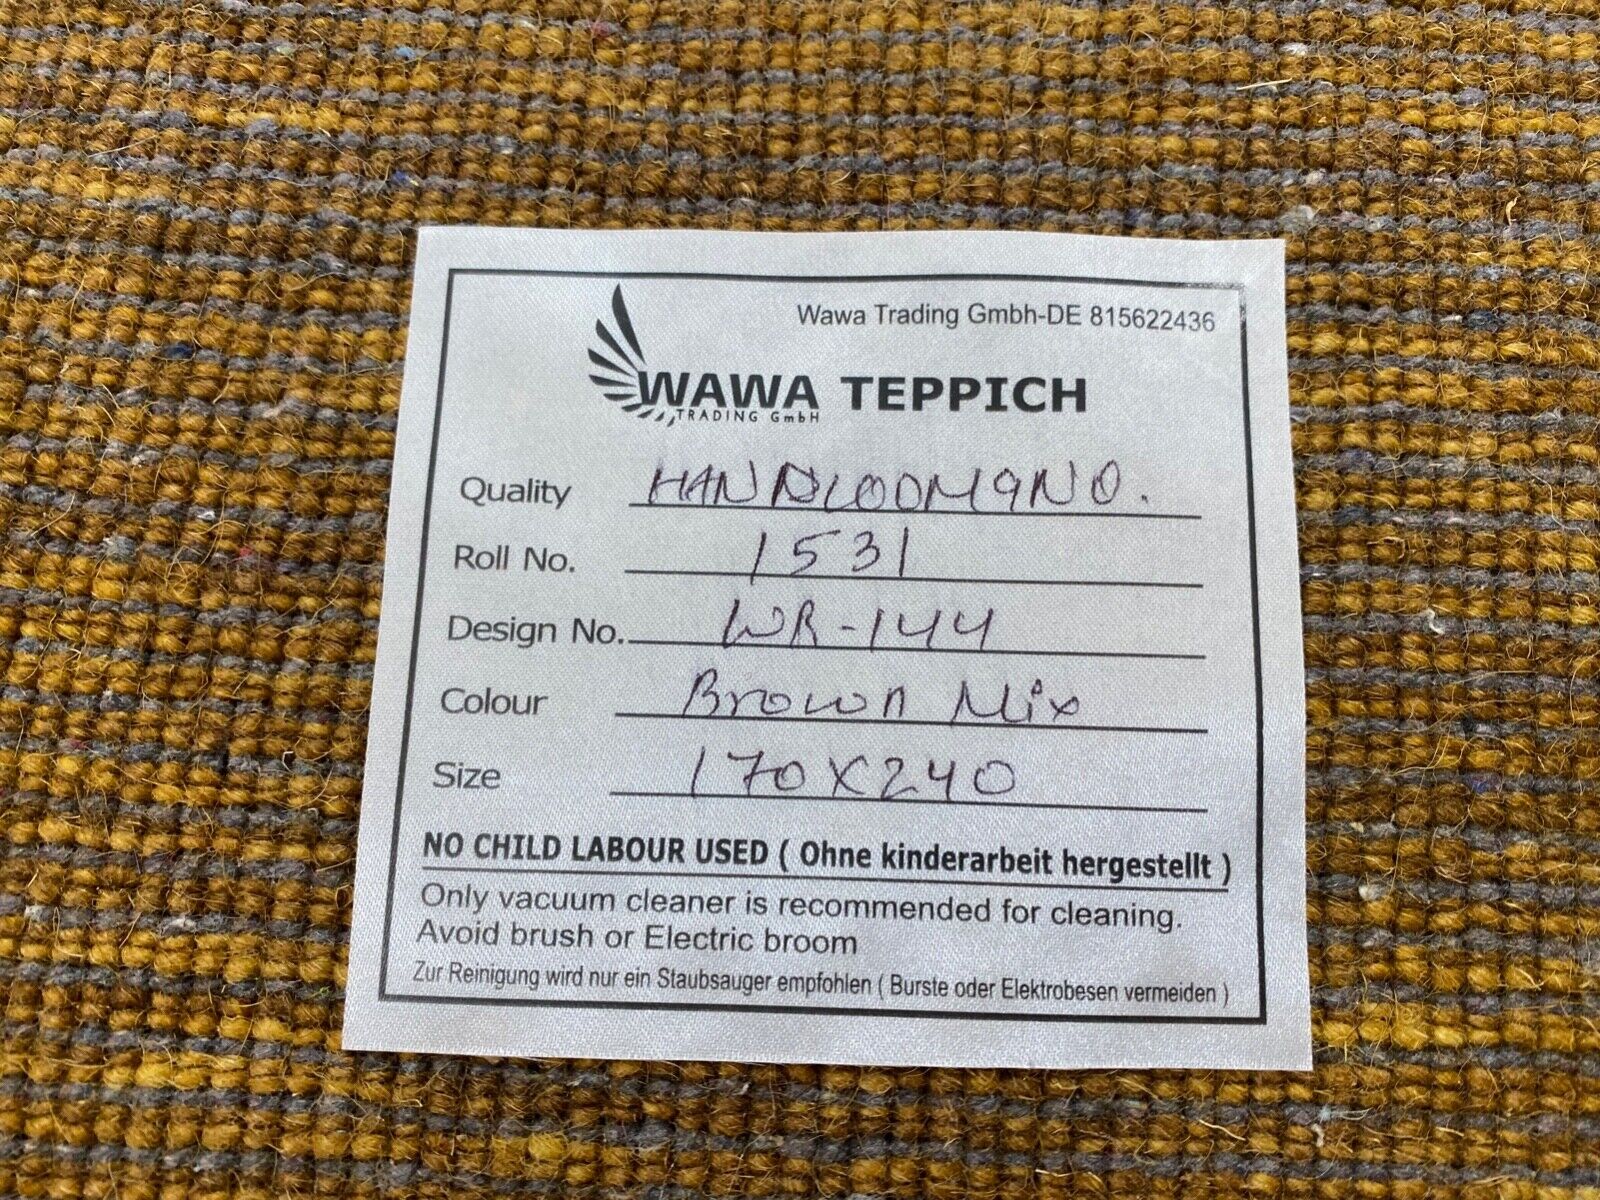 Wawa Trading Gmbh-DE 815622436
WAWA TEPPICH
TRADING GmbH
Quality HANDLOOM
Roll No. 1531
Design No. WR-144
Colour Brown Mix
Size 170X240
NO CHILD LABOUR USED ( Ohne kinderarbeit hergestellt )
Only vacuum cleaner is recommended for cleaning.
Avoid brush or Electric broom
Zur Reinigung wird nur ein Staubsauger empfohlen ( Burste oder Elektrobesen vermeiden )